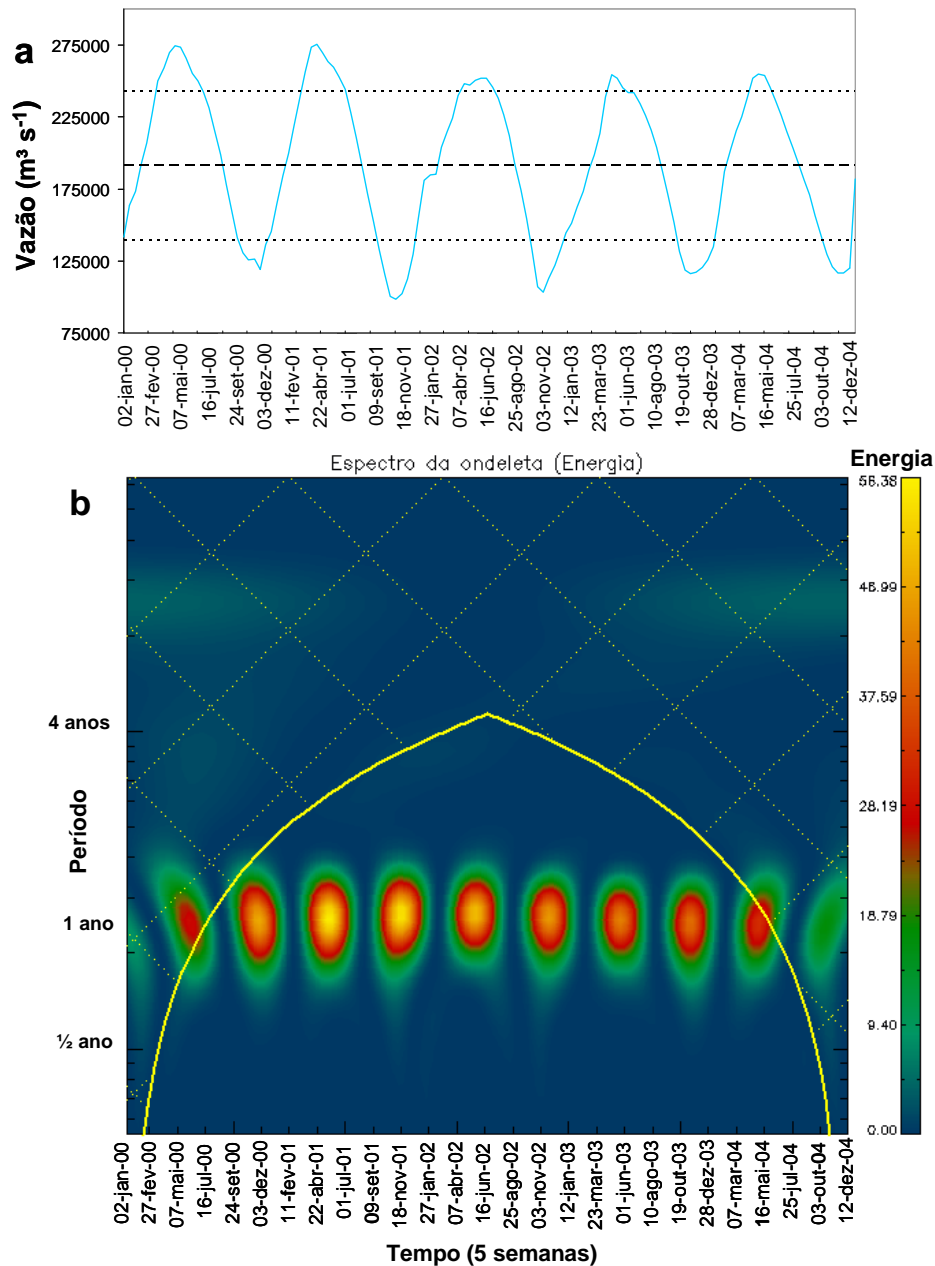 a
Vazão (m³ s⁻¹)
275000
225000
175000
125000
75000
02-jan-00
27-fev-00
07-mai-00
16-jul-00
24-set-00
03-dez-00
11-fev-01
22-abr-01
01-jul-01
09-set-01
18-nov-01
27-jan-02
07-abr-02
16-jun-02
25-ago-02
03-nov-02
12-jan-03
23-mar-03
01-jun-03
10-ago-03
19-out-03
28-dez-03
07-mar-04
16-mai-04
25-jul-04
03-out-04
12-dez-04
Espectro da ondeleta (Energia)
Energia
b
56.38
46.99
37.59
28.19
18.79
9.40
0.00
Período
4 anos
1 ano
½ ano
02-jan-00
27-fev-00
07-mai-00
16-jul-00
24-set-00
03-dez-00
11-fev-01
22-abr-01
01-jul-01
09-set-01
18-nov-01
27-jan-02
07-abr-02
16-jun-02
25-ago-02
03-nov-02
12-jan-03
23-mar-03
01-jun-03
10-ago-03
19-out-03
28-dez-03
07-mar-04
16-mai-04
25-jul-04
03-out-04
12-dez-04
Tempo (5 semanas)